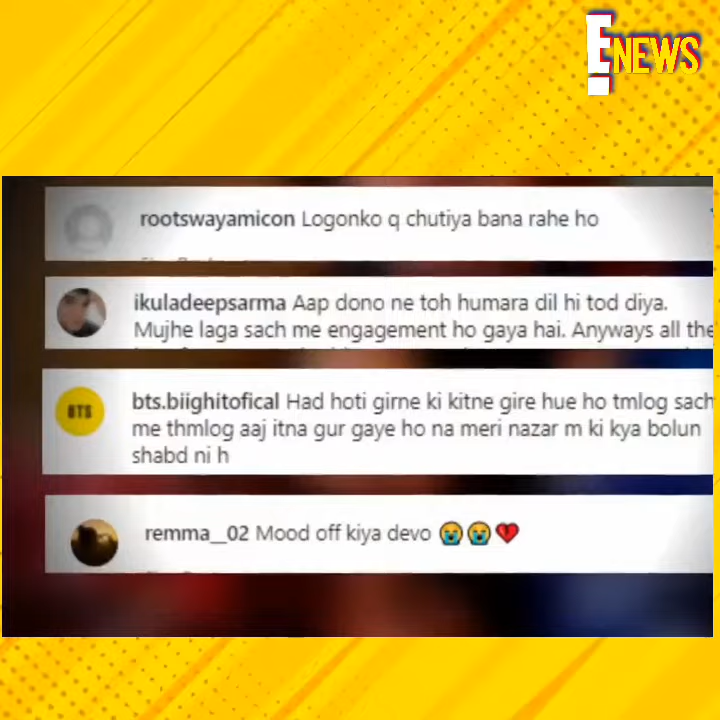 E! NEWS
rootswayamicon Logonko q chutiya bana rahe ho
ikuladeepsarma Aap dono ne toh humara dil hi tod diya.
Mujhe laga sach me engagement ho gaya hai. Anyways all the
BTS
bts.biighitofical Had hoti girne ki kitne gire hue ho tmlog sach
me thmlog aaj itna gur gaye ho na meri nazar m ki kya bolun
shabd ni h
remma__02 Mood off kiya devo 😭😭💔